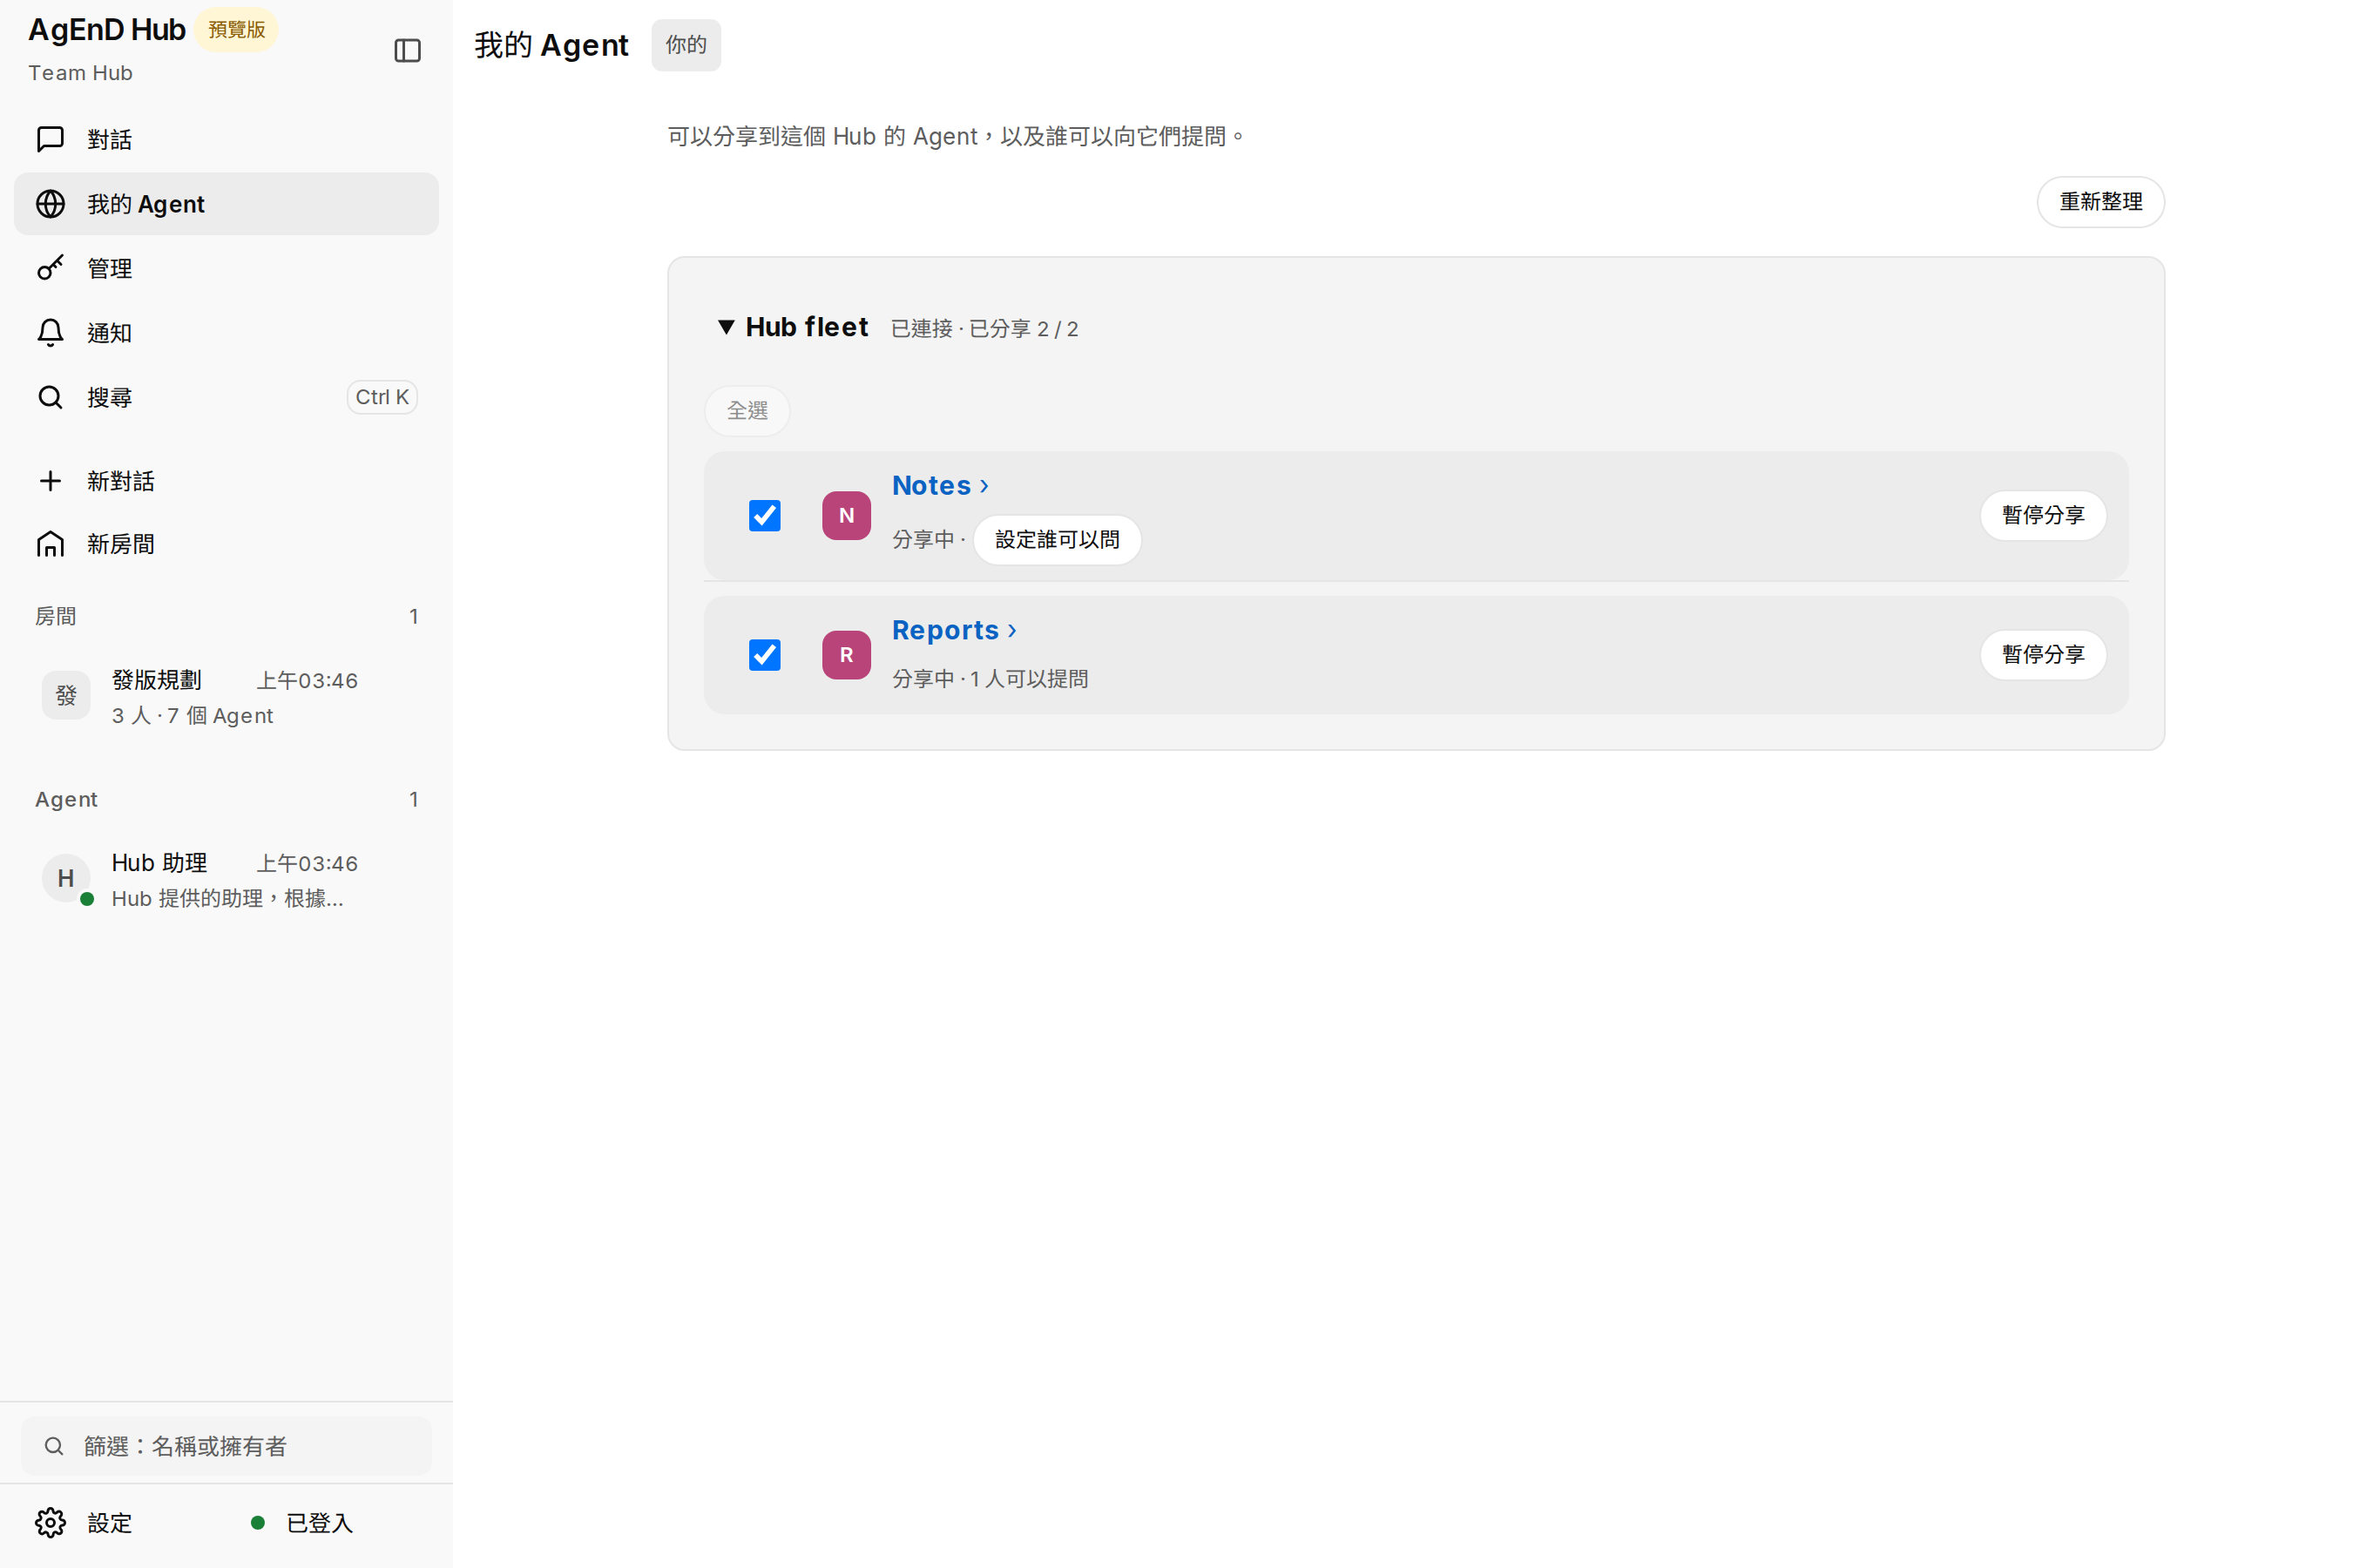 AgEnD Hub 預覽版
Team Hub
對話
我的 Agent
管理
通知
搜尋 Ctrl K
新對話
新房間
房間 1
發 發版規劃 上午03:46
3 人 · 7 個 Agent
Agent 1
H Hub 助理 上午03:46
Hub 提供的助理，根據...
篩選：名稱或擁有者
設定 已登入
我的 Agent 你的
可以分享到這個 Hub 的 Agent，以及誰可以向它們提問。
重新整理
▼ Hub fleet 已連接 · 已分享 2 / 2
全選
N Notes ›
分享中 · 設定誰可以問
暫停分享
R Reports ›
分享中 · 1 人可以提問
暫停分享